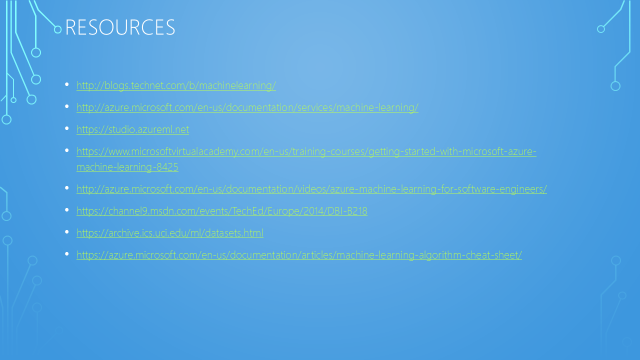 RESOURCES
http://blogs.technet.com/b/machinelearning/
http://azure.microsoft.com/en-us/documentation/services/machine-learning/
https://studio.azureml.net
https://www.microsoftvirtualacademy.com/en-us/training-courses/getting-started-with-microsoft-azure-
machine-learning-8425
http://azure.microsoft.com/en-us/documentation/videos/azure-machine-learning-for-software-engineers/
https://channel9.msdn.com/events/TechEd/Europe/2014/DBI-B218
https://archive.ics.uci.edu/ml/datasets.html
https://azure.microsoft.com/en-us/documentation/articles/machine-learning-algorithm-cheat-sheet/